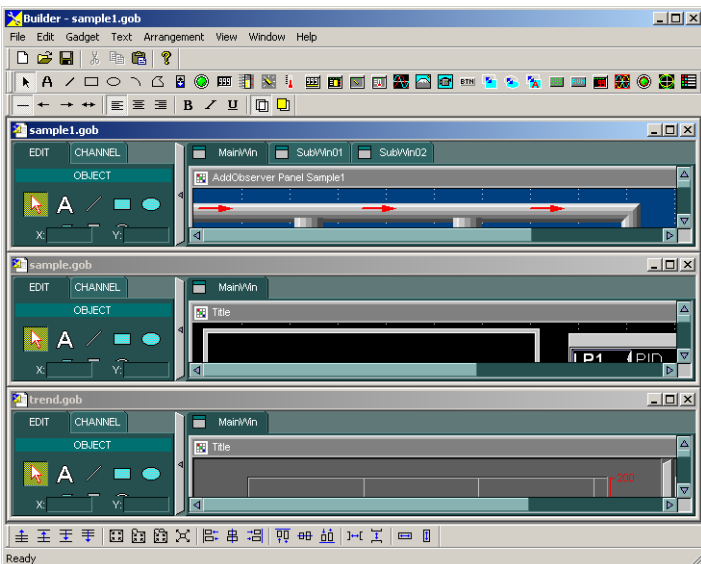 Builder - sample1.gob
File Edit Gadget Text Arrangement View Window Help
A
BTN
B I U
sample1.gob
EDIT CHANNEL
MainWin SubWin01 SubWin02
OBJECT
AddObserver Panel Sample1
A
X: Y:
sample.gob
EDIT CHANNEL
MainWin
OBJECT
Title
A
LP1 PID
X: Y:
trend.gob
EDIT CHANNEL
MainWin
OBJECT
Title
A
200
X: Y:
Ready